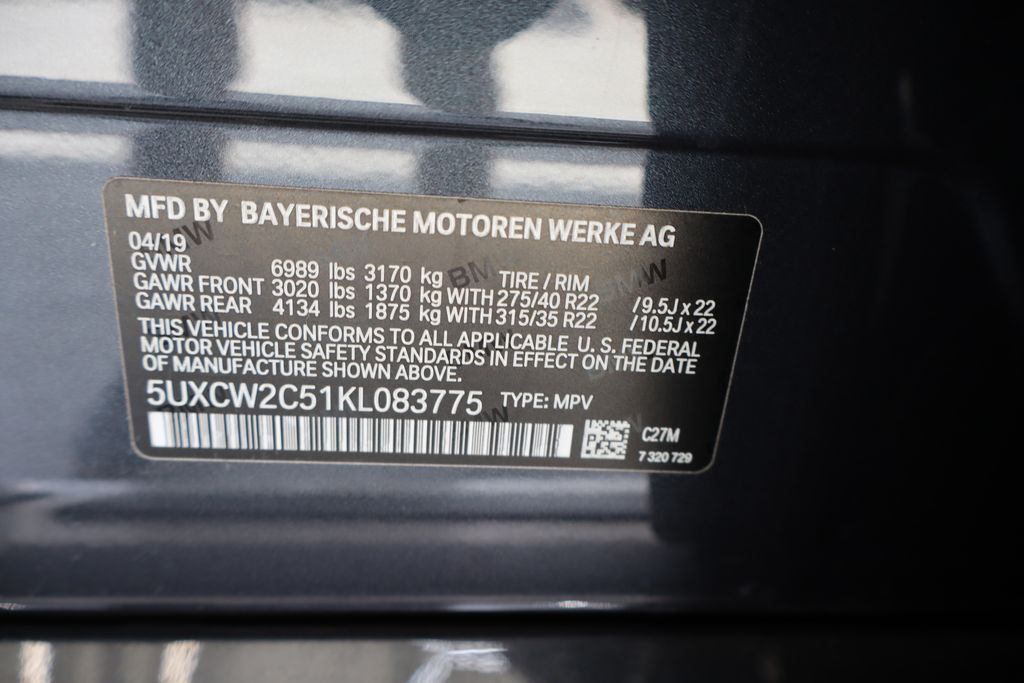 MFD BY BAYERISCHE MOTOREN WERKE AG
04/19
GVWR 6989 lbs 3170 kg TIRE / RIM
GAWR FRONT 3020 lbs 1370 kg WITH 275/40 R22 /9.5J x 22
GAWR REAR 4134 lbs 1875 kg WITH 315/35 R22 /10.5J x 22
THIS VEHICLE CONFORMS TO ALL APPLICABLE U. S. FEDERAL
MOTOR VEHICLE SAFETY STANDARDS IN EFFECT ON THE DATE
OF MANUFACTURE SHOWN ABOVE.
5UXCW2C51KL083775 TYPE: MPV
C27M
7 320 729